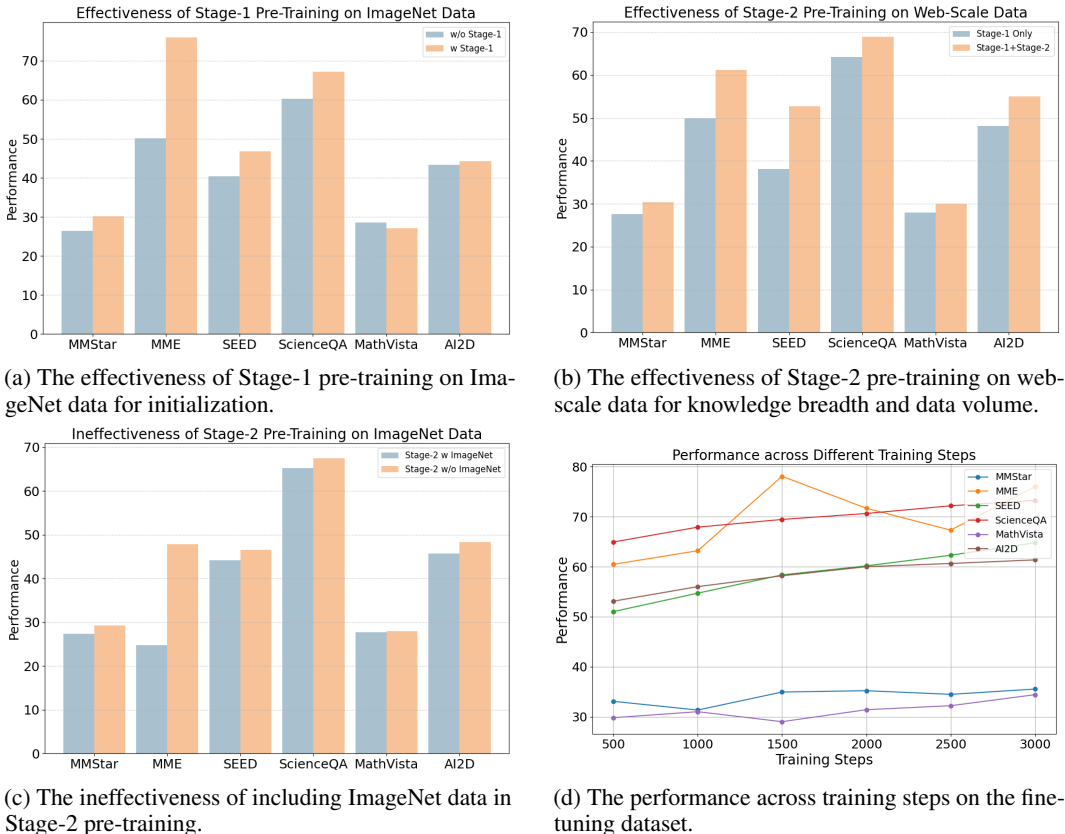 Effectiveness of Stage-1 Pre-Training on ImageNet Data
w/o Stage-1
w Stage-1
Performance
70
60
50
40
30
20
10
0
MMStar MME SEED ScienceQA MathVista AI2D
(a) The effectiveness of Stage-1 pre-training on Ima-
geNet data for initialization.
Effectiveness of Stage-2 Pre-Training on Web-Scale Data
Stage-1 Only
Stage-1+Stage-2
Performance
70
60
50
40
30
20
10
0
MMStar MME SEED ScienceQA MathVista AI2D
(b) The effectiveness of Stage-2 pre-training on web-
scale data for knowledge breadth and data volume.
Ineffectiveness of Stage-2 Pre-Training on ImageNet Data
Stage-2 w ImageNet
Stage-2 w/o ImageNet
Performance
70
60
50
40
30
20
10
0
MMStar MME SEED ScienceQA MathVista AI2D
(c) The ineffectiveness of including ImageNet data in
Stage-2 pre-training.
Performance across Different Training Steps
MMStar
MME
SEED
ScienceQA
MathVista
AI2D
Performance
80
70
60
50
40
30
500 1000 1500 2000 2500 3000
Training Steps
(d) The performance across training steps on the fine-
tuning dataset.